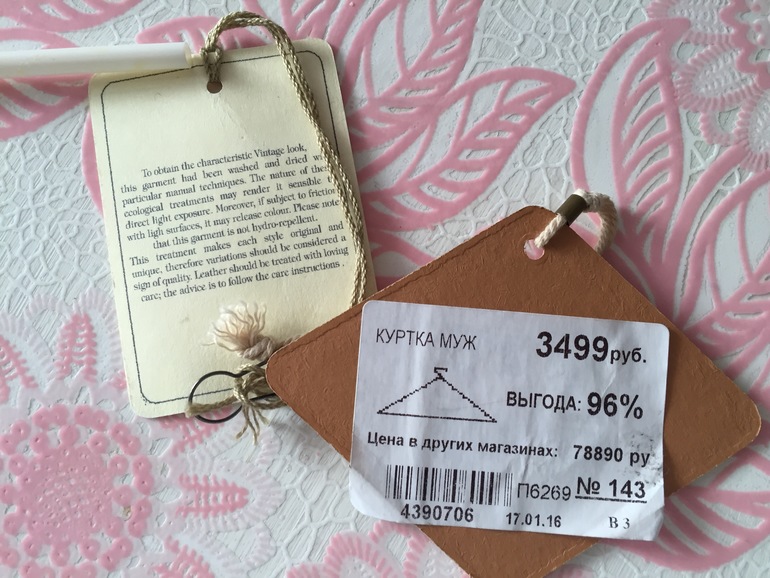 To obtain the characteristic Vintage look,
this garment had been washed and dried
particular manual techniques. The nature of
ecological treatments may render it sensible
direct light exposure. Moreover, if subject to friction
with ligh surfaces, it may release colour. Please note
that this garment is not hydro-repellent.
This treatment makes each style original and
unique, therefore variations should be considered a
sign of quality. Leather should be treated with loving
care; the advice is to follow the care instructions .
КУРТКА МУЖ 3499руб.
ВЫГОДА: 96%
Цена в других магазинах: 78890 ру
П6269 № 143
4390706 17.01.16 В 3